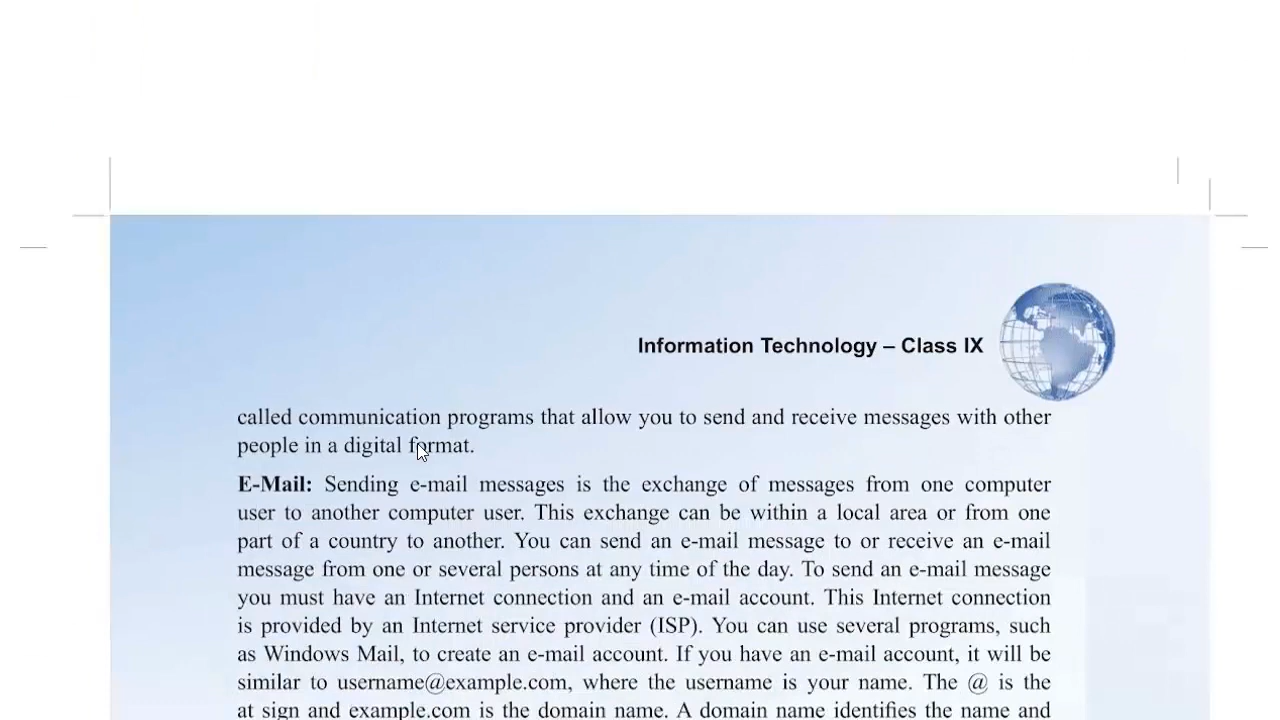 Information Technology – Class IX
called communication programs that allow you to send and receive messages with other
people in a digital format.
E-Mail: Sending e-mail messages is the exchange of messages from one computer
user to another computer user. This exchange can be within a local area or from one
part of a country to another. You can send an e-mail message to or receive an e-mail
message from one or several persons at any time of the day. To send an e-mail message
you must have an Internet connection and an e-mail account. This Internet connection
is provided by an Internet service provider (ISP). You can use several programs, such
as Windows Mail, to create an e-mail account. If you have an e-mail account, it will be
similar to username@example.com, where the username is your name. The @ is the
at sign and example.com is the domain name. A domain name identifies the name and